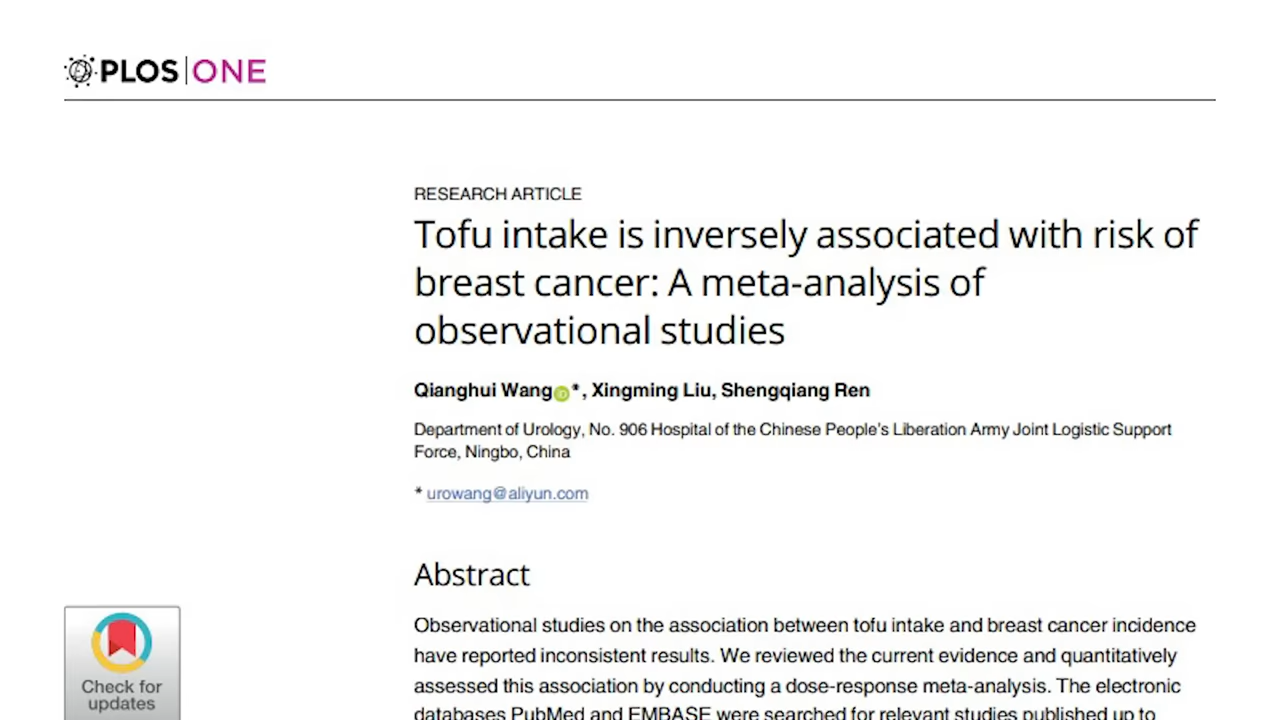 PLOS ONE
RESEARCH ARTICLE
Tofu intake is inversely associated with risk of
breast cancer: A meta-analysis of
observational studies
Qianghui Wang iD *, Xingming Liu, Shengqiang Ren
Department of Urology, No. 906 Hospital of the Chinese People's Liberation Army Joint Logistic Support
Force, Ningbo, China
* urowang@aliyun.com
Abstract
Observational studies on the association between tofu intake and breast cancer incidence
have reported inconsistent results. We reviewed the current evidence and quantitatively
assessed this association by conducting a dose-response meta-analysis. The electronic
databases PubMed and EMBASE were searched for relevant studies published up to
Check for
updates